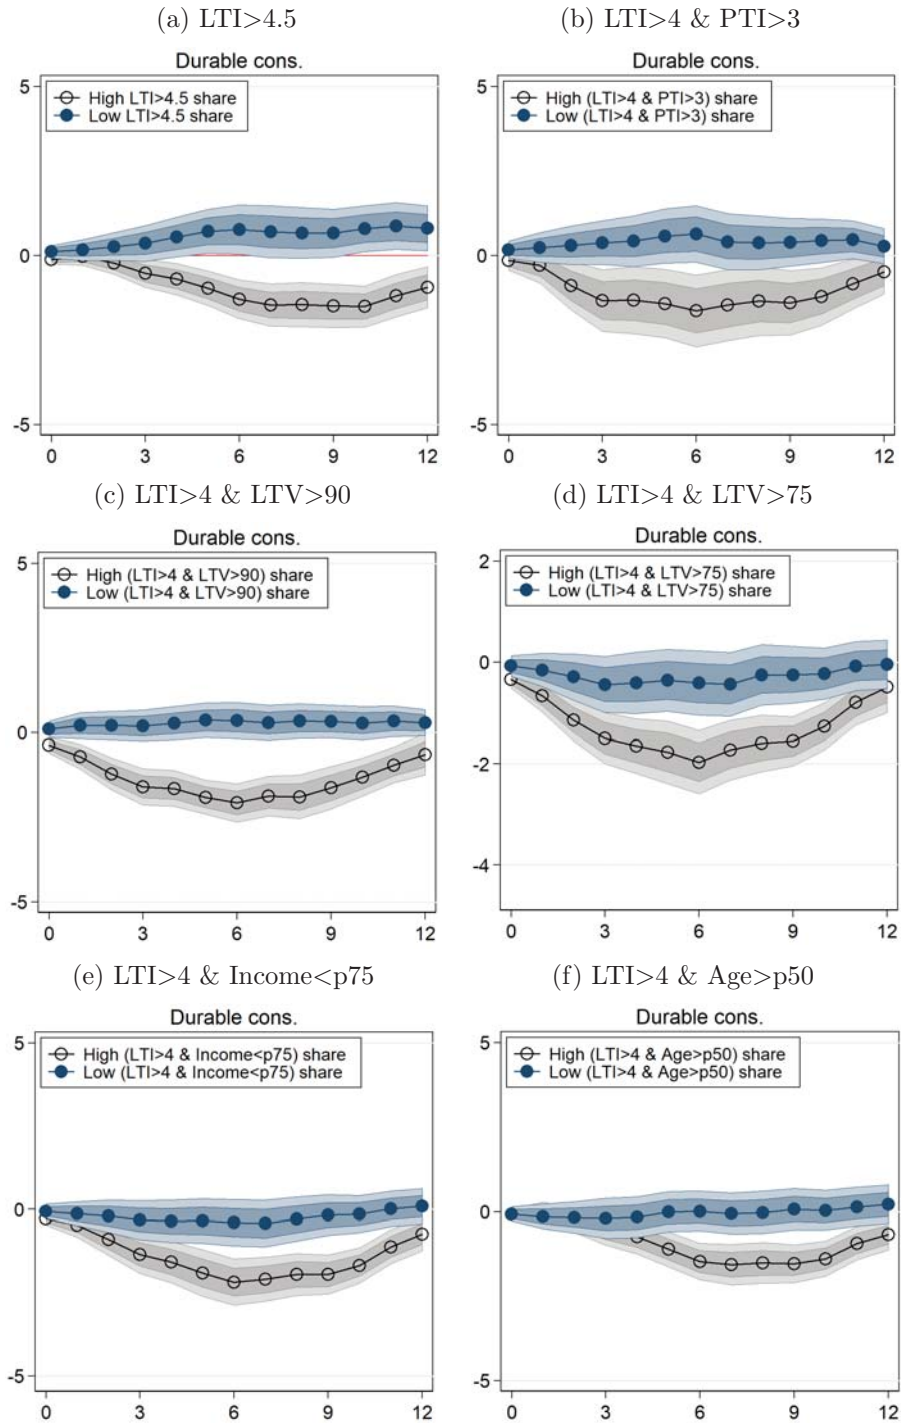 (a) LTI>4.5
Durable cons.
5
High LTI>4.5 share
Low LTI>4.5 share
0
-5
0 3 6 9 12
(b) LTI>4 & PTI>3
Durable cons.
5
High (LTI>4 & PTI>3) share
Low (LTI>4 & PTI>3) share
0
-5
0 3 6 9 12
(c) LTI>4 & LTV>90
Durable cons.
5
High (LTI>4 & LTV>90) share
Low (LTI>4 & LTV>90) share
0
-5
0 3 6 9 12
(d) LTI>4 & LTV>75
Durable cons.
2
High (LTI>4 & LTV>75) share
Low (LTI>4 & LTV>75) share
0
-2
-4
0 3 6 9 12
(e) LTI>4 & Income<p75
Durable cons.
5
High (LTI>4 & Income<p75) share
Low (LTI>4 & Income<p75) share
0
-5
0 3 6 9 12
(f) LTI>4 & Age>p50
Durable cons.
5
High (LTI>4 & Age>p50) share
Low (LTI>4 & Age>p50) share
0
-5
0 3 6 9 12